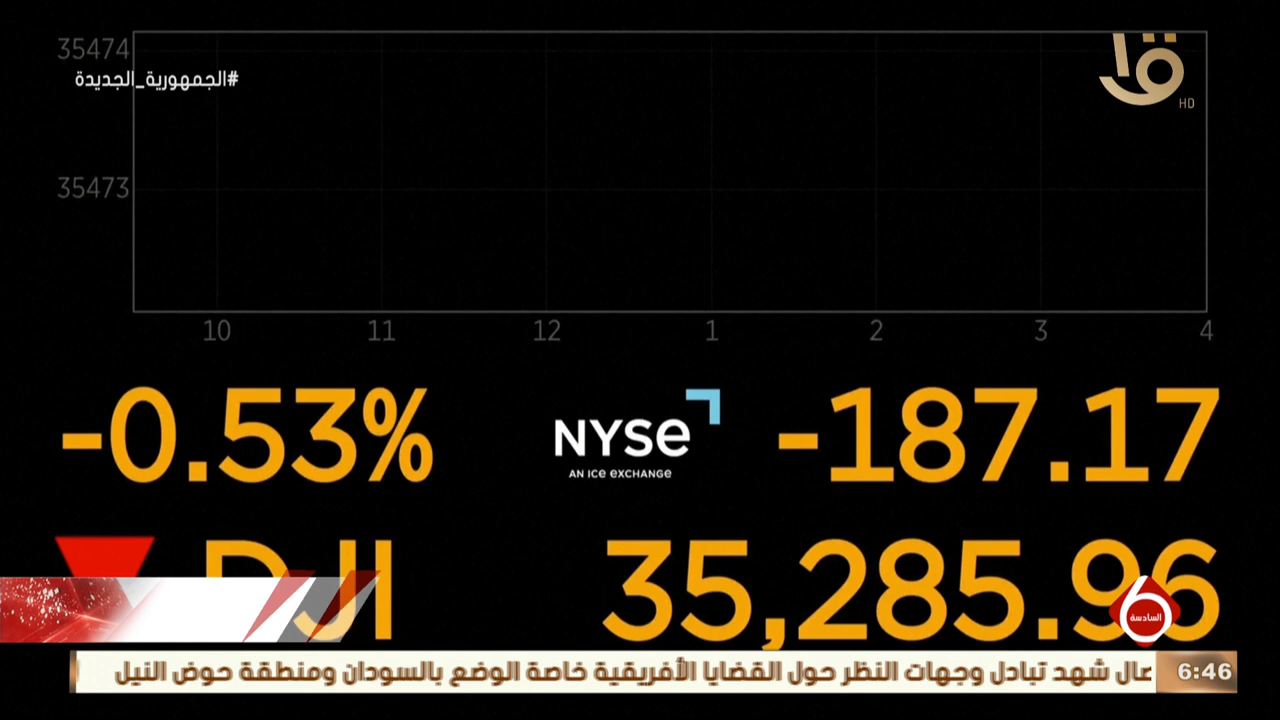 35474
#الجمهورية_الجديدة
HD
35473
10 11 12 1 2 3 4
-0.53% NYSE -187.17
AN ICE EXCHANGE
DJI 35,285.96
6 السادسة
عال شهد تبادل وجهات النظر حول القضايا الأفريقية خاصة الوضع بالسودان ومنطقة حوض النيل
6:46